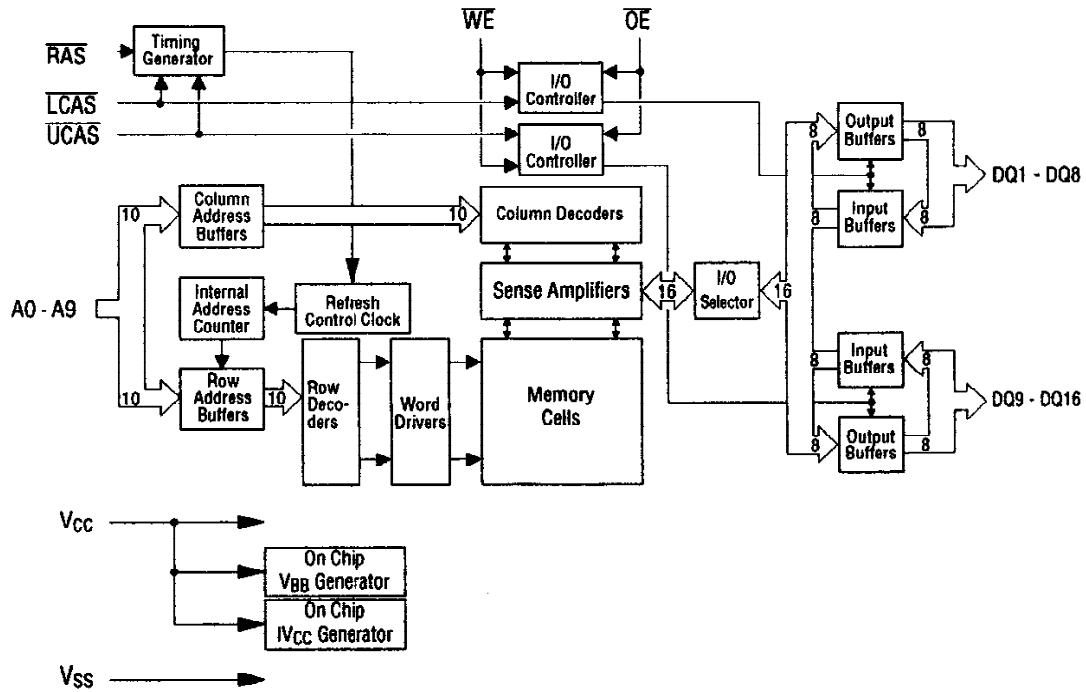 WE
OE
RAS
Timing
Generator
I/O
Controller
LCAS
UCAS
I/O
Controller
8
Output
Buffers
8
DQ1 - DQ8
10
Column
Address
Buffers
10
Column Decoders
8
Input
Buffers
8
A0 - A9
Internal
Address
Counter
Refresh
Control Clock
Sense Amplifiers
16
I/O
Selector
16
10
Row
Address
Buffers
10
Row
Deco-
ders
Word
Drivers
Memory
Cells
8
Input
Buffers
8
DQ9 - DQ16
8
Output
Buffers
8
VCC
On Chip
VBB Generator
On Chip
IVCC Generator
VSS